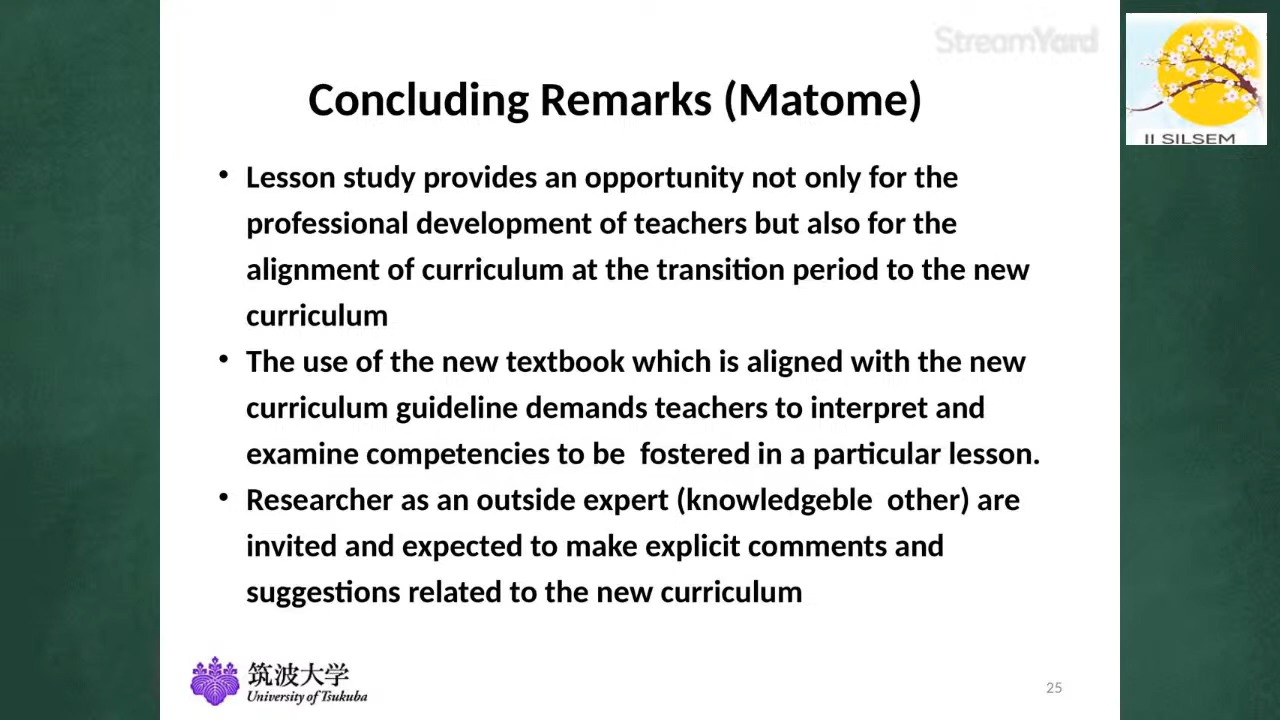 StreamYard
II SILSEM
Concluding Remarks (Matome)
• Lesson study provides an opportunity not only for the
professional development of teachers but also for the
alignment of curriculum at the transition period to the new
curriculum
• The use of the new textbook which is aligned with the new
curriculum guideline demands teachers to interpret and
examine competencies to be  fostered in a particular lesson.
• Researcher as an outside expert (knowledgeble  other) are
invited and expected to make explicit comments and
suggestions related to the new curriculum
筑波大学
University of Tsukuba
25